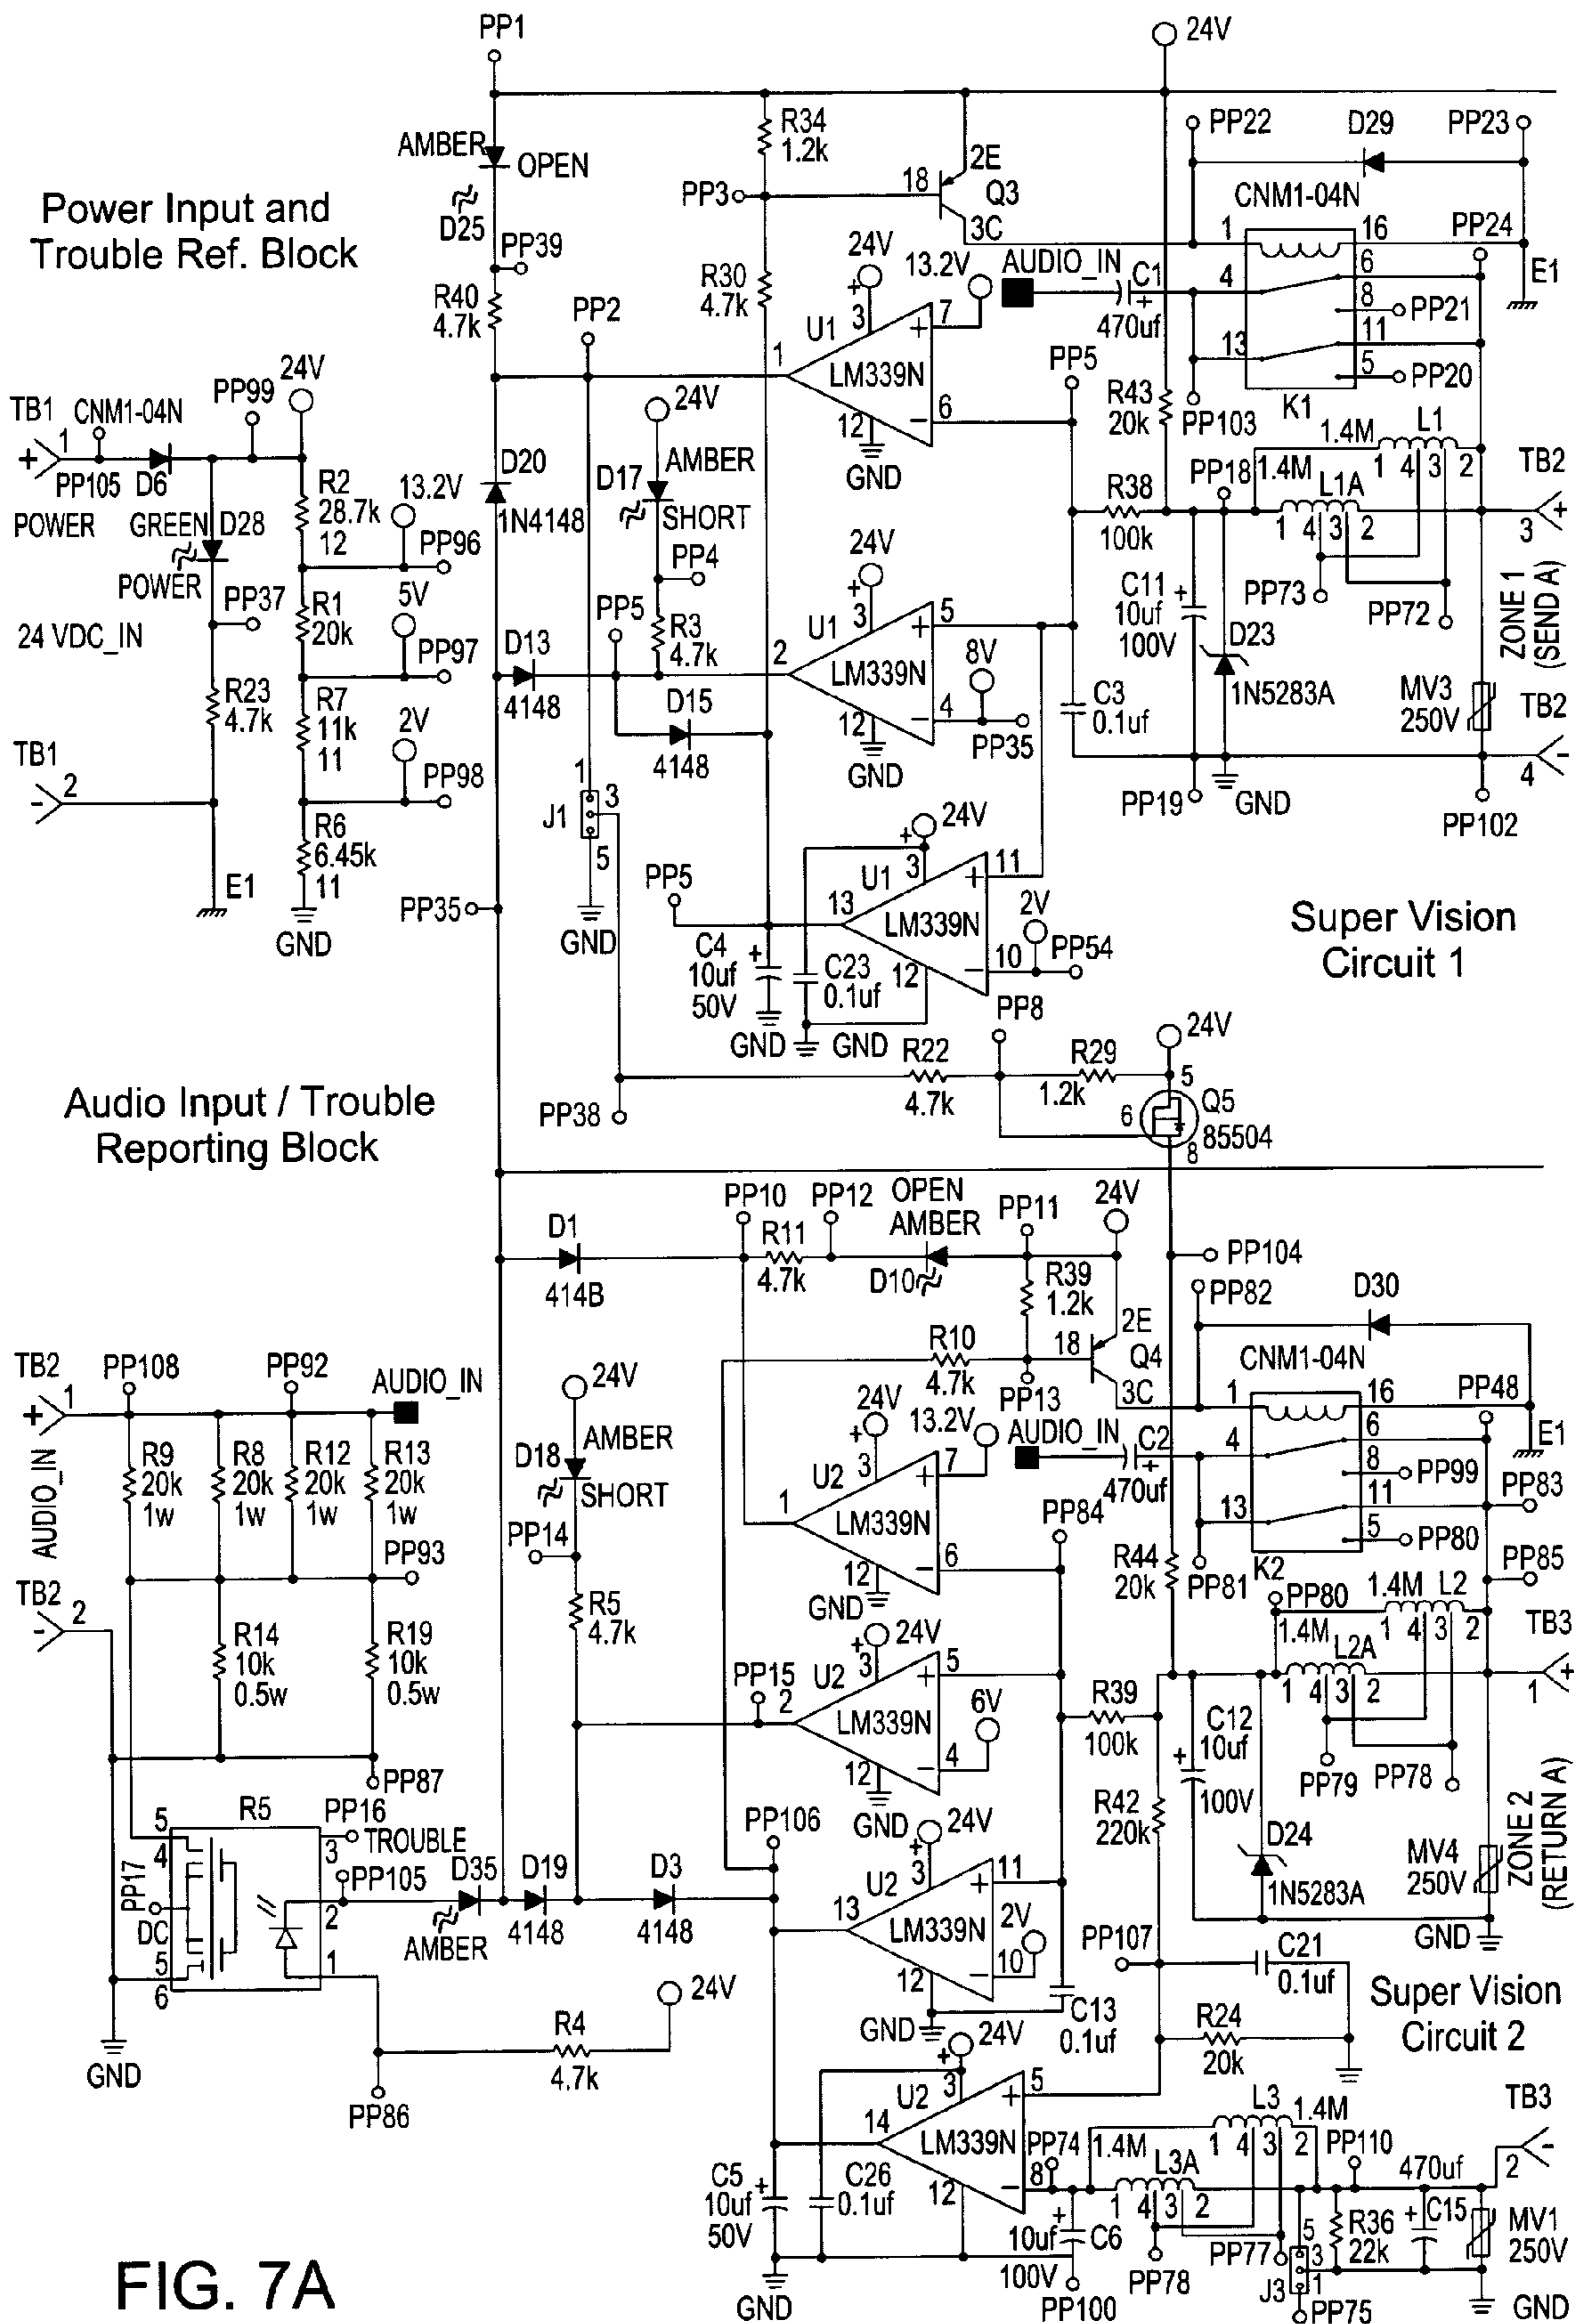 PP1
24V
AMBER
OPEN
D25
PP39
R40
4.7k
R34
1.2k
PP3
18
2E
Q3
3C
PP22
D29
PP23
CNM1-04N
1
16
PP24
6
4
8
PP21
11
13
5
PP20
K1
E1
Power Input and
Trouble Ref. Block
R30
4.7k
24V
13.2V
AUDIO_IN
C1
+
470uf
PP103
PP2
U1
+
3
7
+
1
LM339N
6
−
12
GND
PP5
R43
20k
1.4M
L1
1 4 3 2
PP18
1.4M
L1A
1 4 3 2
PP73
PP72
TB2
+
3
ZONE 1
(SEND A)
TB2
-
4
TB1
+
1
CNM1-04N
PP105
D6
PP99
24V
POWER
GREEN
D28
POWER
R2
28.7k
12
13.2V
PP96
PP37
R1
20k
5V
PP97
24 VDC_IN
R23
4.7k
R7
11k
11
2V
PP98
TB1
-
2
R6
6.45k
11
E1
GND
D20
1N4148
24V
D17
AMBER
SHORT
PP4
R3
4.7k
PP5
D13
4148
D15
4148
24V
U1
+
3
5
+
2
LM339N
4
−
12
GND
8V
PP35
R38
100k
C11
+
10uf
100V
D23
1N5283A
C3
0.1uf
MV3
250V
PP19
GND
PP102
1
J1
3
5
GND
PP35
PP5
24V
U1
+
3
11
+
13
LM339N
10
−
12
2V
PP54
C4
+
10uf
50V
C23
0.1uf
GND
GND
Super Vision
Circuit 1
PP8
R22
4.7k
R29
1.2k
24V
5
Q5
6
85504
8
PP38
Audio Input / Trouble
Reporting Block
PP10
PP12
OPEN
AMBER
PP11
24V
D1
414B
R11
4.7k
D10
R39
1.2k
PP104
PP82
D30
R10
4.7k
18
2E
Q4
3C
PP13
CNM1-04N
1
16
PP48
6
4
8
PP99
11
PP83
13
5
PP80
K2
E1
PP85
TB2
+
1
PP108
PP92
AUDIO_IN
AUDIO_IN
R9
20k
1w
R8
20k
1w
R12
20k
1w
R13
20k
1w
PP93
TB2
-
2
R14
10k
0.5w
R19
10k
0.5w
PP87
24V
D18
AMBER
SHORT
PP14
R5
4.7k
24V
13.2V
AUDIO_IN
C2
+
470uf
PP81
U2
+
3
7
+
1
LM339N
6
−
12
GND
PP84
R44
20k
PP80
1.4M
L2
1 4 3 2
1.4M
L2A
1 4 3 2
PP79
PP78
TB3
+
1
24V
PP15
U2
+
3
5
+
2
LM339N
4
−
12
GND
6V
R39
100k
C12
+
10uf
100V
R42
220k
D24
1N5283A
MV4
250V
ZONE 2
(RETURN A)
GND
R5
PP16
5
4
3
TROUBLE
PP17
PP105
DC
2
5
1
6
GND
D35
AMBER
D19
4148
D3
4148
PP106
24V
U2
+
3
11
+
13
LM339N
10
−
12
2V
GND
C13
0.1uf
PP107
C21
0.1uf
Super Vision
Circuit 2
R24
20k
24V
R4
4.7k
PP86
24V
U2
+
3
5
+
14
LM339N
8
−
12
PP74
1.4M
L3
1.4M
1 4 3 2
PP110
L3A
1 4 3 2
470uf
TB3
-
2
C5
+
10uf
50V
C26
0.1uf
+
10uf
C6
100V
PP100
PP78
PP77
5
3
J3
1
PP75
R36
22k
+
C15
MV1
250V
GND
GND
FIG. 7A